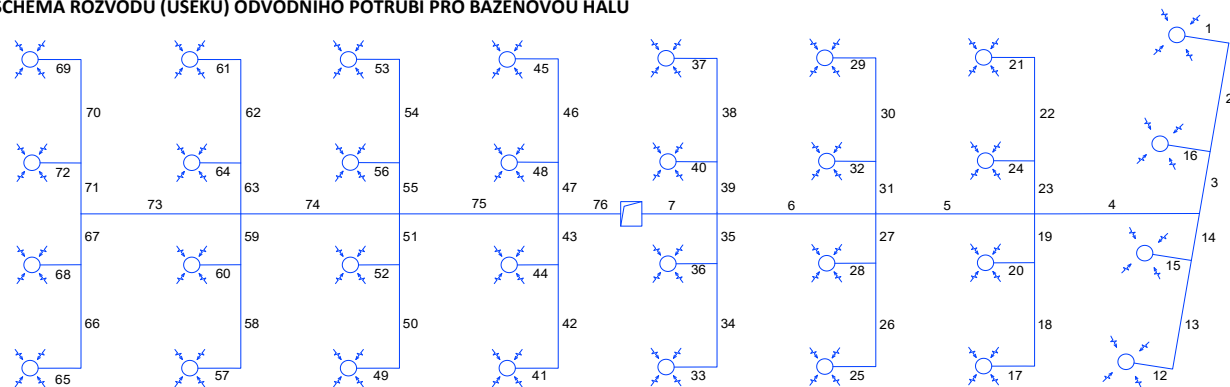 SCHÉMA ROZVODU (ÚSEKŮ) ODVODNÍHO POTRUBÍ PRO BAZÉNOVOU HALU
1
69 61 53 45 37 29 21
2
70 62 54 46 38 30 22
16
72 64 56 48 40 32 24
71 63 55 47 39 31 23 3
73 74 75 76 7 6 5 4
67 59 51 43 35 27 19 14
68 60 52 44 36 28 20 15
66 58 50 42 34 26 18 13
65 57 49 41 33 25 17 12